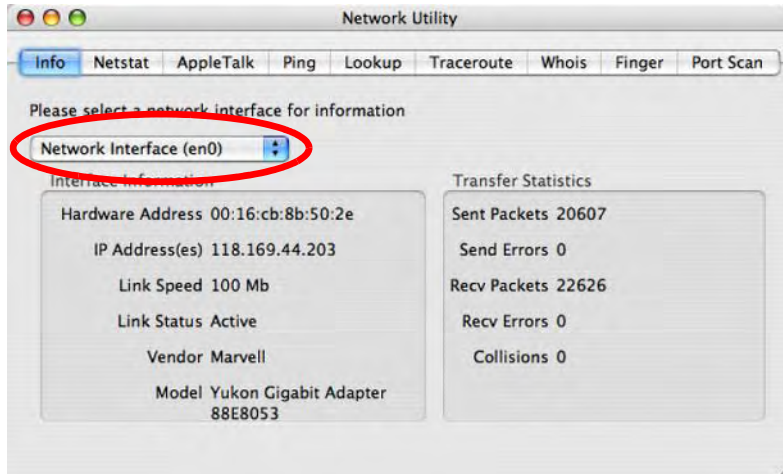 Network Utility
Info Netstat AppleTalk Ping Lookup Traceroute Whois Finger Port Scan
Please select a network interface for information
Network Interface (en0)
Interface Information
Hardware Address 00:16:cb:8b:50:2e
IP Address(es) 118.169.44.203
Link Speed 100 Mb
Link Status Active
Vendor Marvell
Model Yukon Gigabit Adapter
88E8053
Transfer Statistics
Sent Packets 20607
Send Errors 0
Recv Packets 22626
Recv Errors 0
Collisions 0